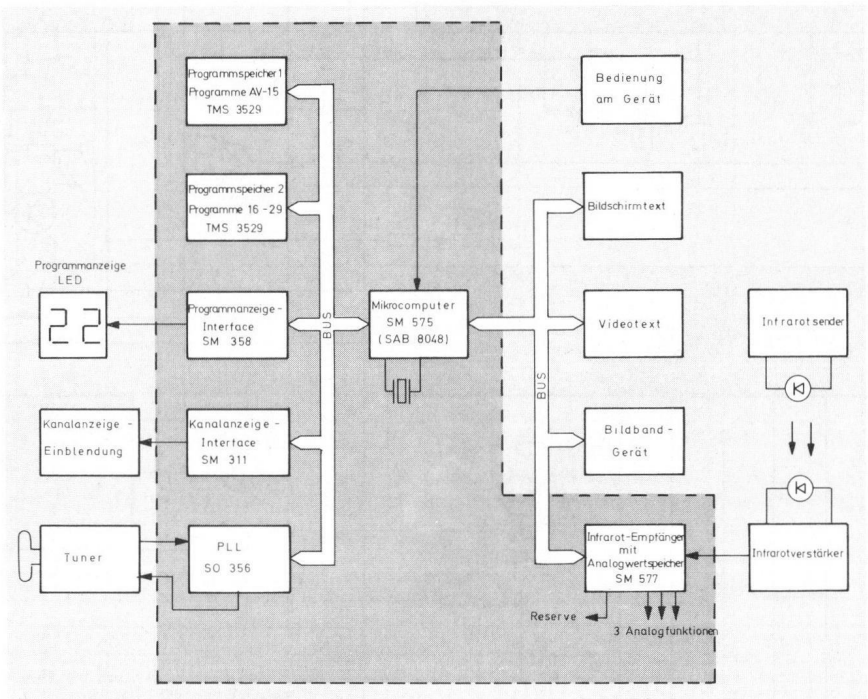 Programmspeicher 1
Programme AV-15
TMS 3529
Bedienung
am Gerät
Programmspeicher 2
Programme 16-29
TMS 3529
Bildschirmtext
Programmanzeige
LED
22
Programmanzeige-
Interface
SM 358
BUS
Mikrocomputer
SM 575
(SAB 8048)
Videotext
Infrarotsender
BUS
Kanalanzeige-
Einblendung
Kanalanzeige-
Interface
SM 311
Bildband-
Gerät
Tuner
PLL
SO 356
Infrarot-Empfänger
mit
Analogwertspeicher
SM 577
Infrarotverstärker
Reserve
3 Analogfunktionen